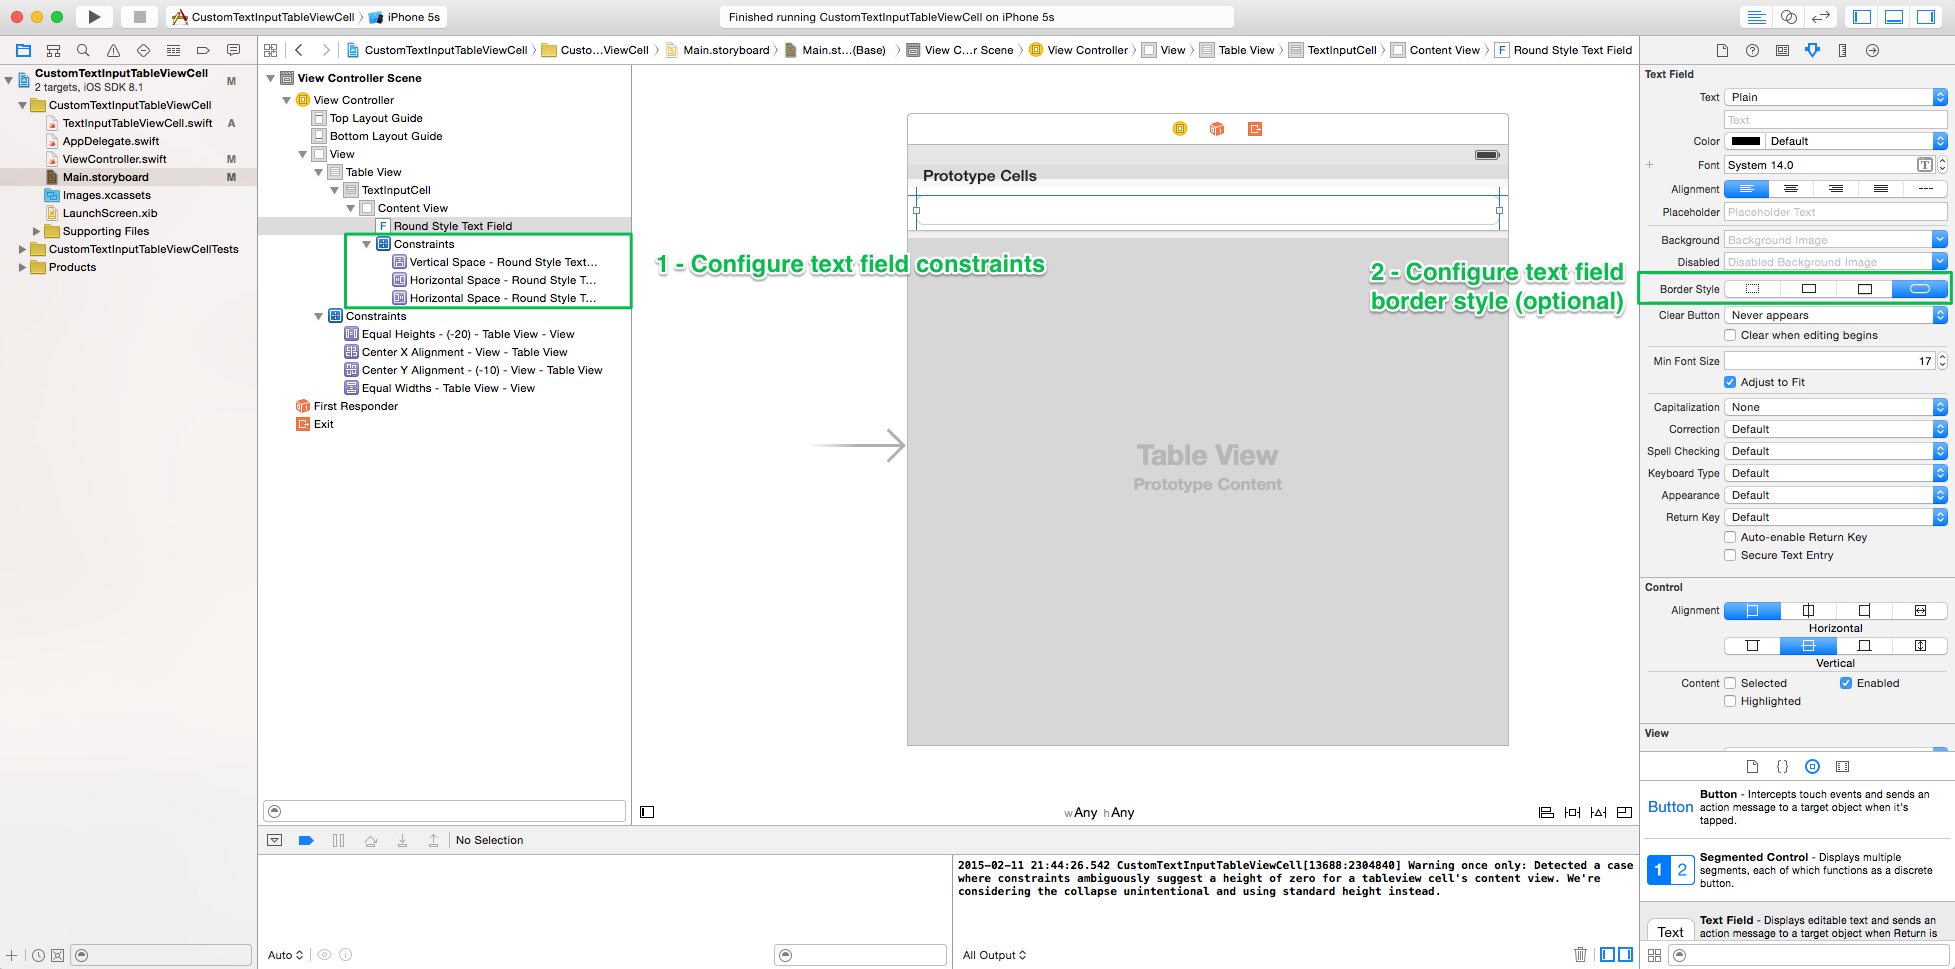 CustomTextInputTableViewCell
iPhone 5s
Finished running CustomTextInputTableViewCell on iPhone 5s
CustomTextInputTableViewCell
Custo…ViewCell
Main.storyboard
Main.st…(Base)
View C…r Scene
View Controller
View
Table View
TextInputCell
Content View
F
Round Style Text Field
CustomTextInputTableViewCell
M
2 targets, iOS SDK 8.1
CustomTextInputTableViewCell
TextInputTableViewCell.swift
A
AppDelegate.swift
ViewController.swift
M
Main.storyboard
M
Images.xcassets
LaunchScreen.xib
Supporting Files
CustomTextInputTableViewCellTests
Products
View Controller Scene
View Controller
Top Layout Guide
Bottom Layout Guide
View
Table View
TextInputCell
Content View
F
Round Style Text Field
Constraints
Vertical Space - Round Style Text…
Horizontal Space - Round Style T…
Horizontal Space - Round Style T…
Constraints
Equal Heights - (-20) - Table View - View
Center X Alignment - View - Table View
Center Y Alignment - (-10) - View - Table View
Equal Widths - Table View - View
First Responder
Exit
Prototype Cells
1 - Configure text field constraints
2 - Configure text field
border style (optional)
Table View
Prototype Content
wAny hAny
Text Field
Text Plain
Text
Color Default
Font System 14.0
T
Alignment
Placeholder Placeholder Text
Background Background Image
Disabled Disabled Background Image
Border Style
Clear Button Never appears
Clear when editing begins
Min Font Size 17
Adjust to Fit
Capitalization None
Correction Default
Spell Checking Default
Keyboard Type Default
Appearance Default
Return Key Default
Auto-enable Return Key
Secure Text Entry
Control
Alignment
Horizontal
Vertical
Content Selected Enabled
Highlighted
View
Button
Button - Intercepts touch events and sends an
action message to a target object when it's
tapped.
1 2
Segmented Control - Displays multiple
segments, each of which functions as a discrete
button.
Text
Text Field - Displays editable text and sends an
action message to a target object when Return is
No Selection
2015-02-11 21:44:26.542 CustomTextInputTableViewCell[13688:2304840] Warning once only: Detected a case
where constraints ambiguously suggest a height of zero for a tableview cell's content view. We're
considering the collapse unintentional and using standard height instead.
Auto
All Output